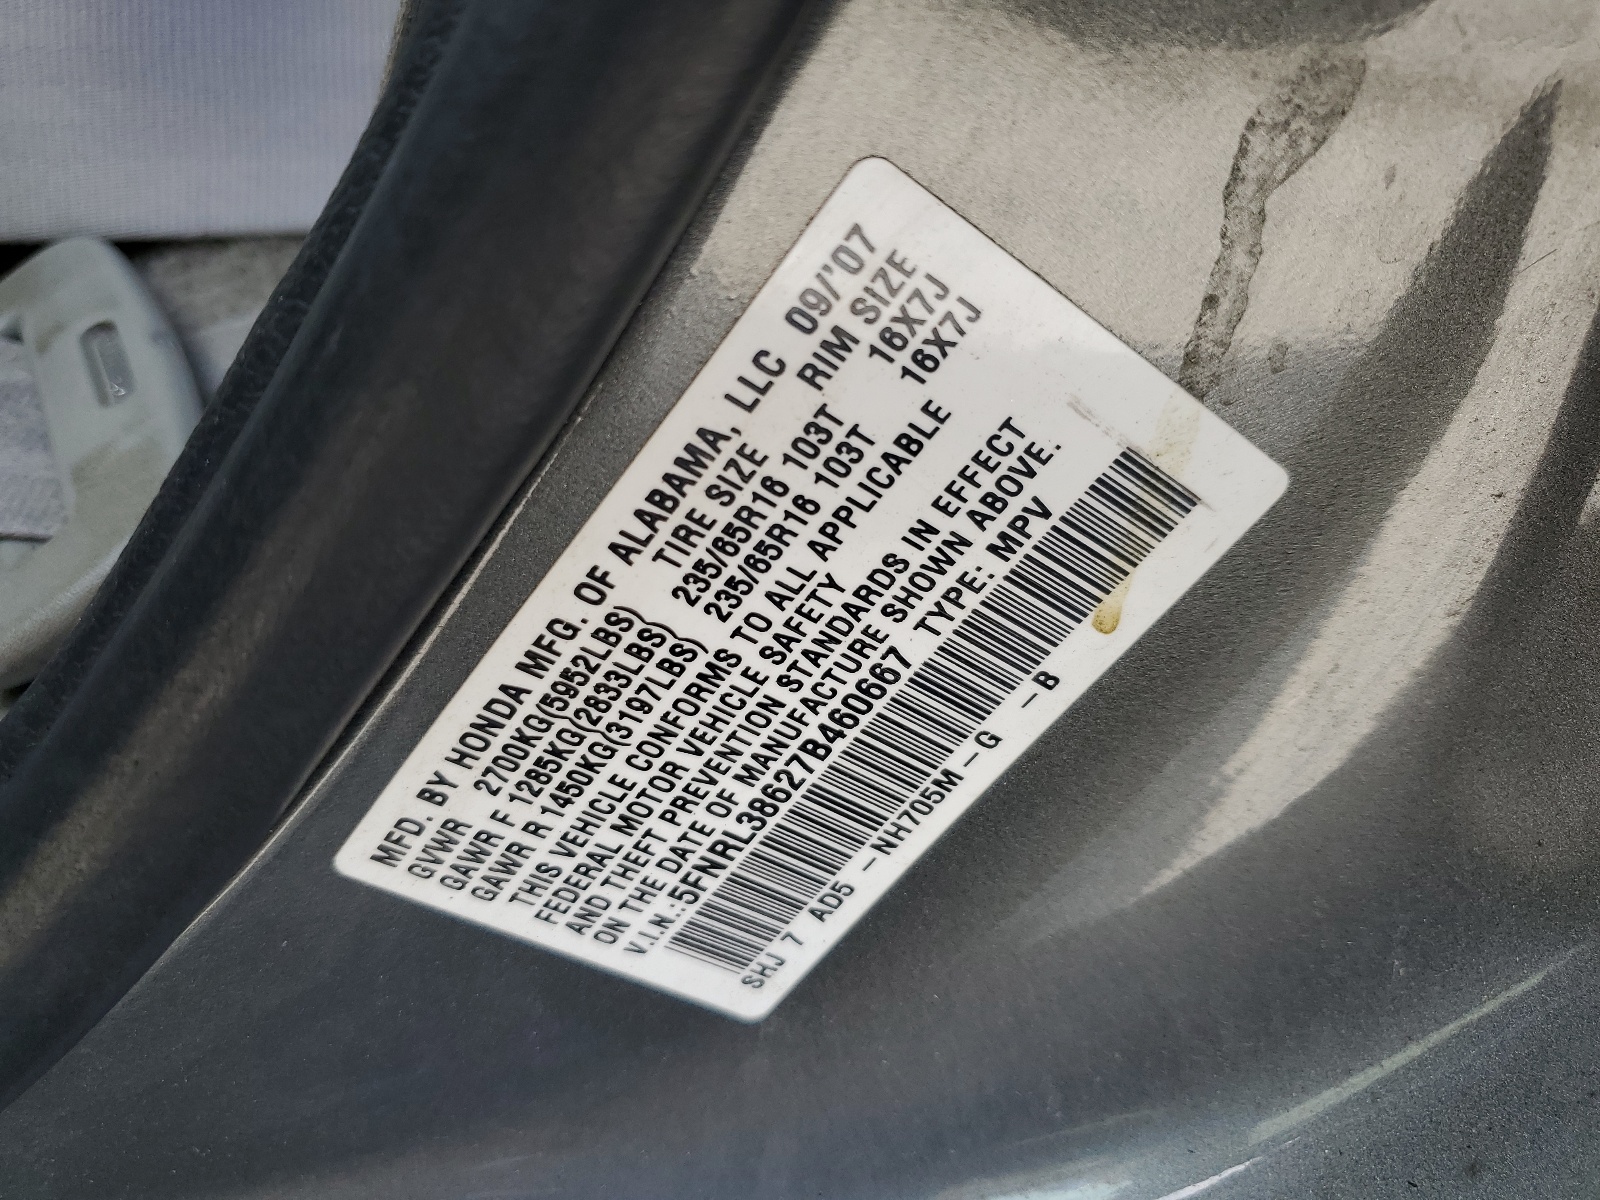 MFD. BY HONDA MFG. OF ALABAMA, LLC 09/'07
GVWR 2700KG(5952LBS) TIRE SIZE RIM SIZE
GAWR F 1285KG(2833LBS) 235/65R16 103T 16X7J
GAWR R 1450KG(3197LBS) 235/65R16 103T 16X7J
THIS VEHICLE CONFORMS TO ALL APPLICABLE
FEDERAL MOTOR VEHICLE SAFETY
AND THEFT PREVENTION STANDARDS IN EFFECT
ON THE DATE OF MANUFACTURE SHOWN ABOVE.
V.I.N.:5FNRL38627B460667 TYPE: MPV
SHJ 7 AD5 -NH705M-G -B